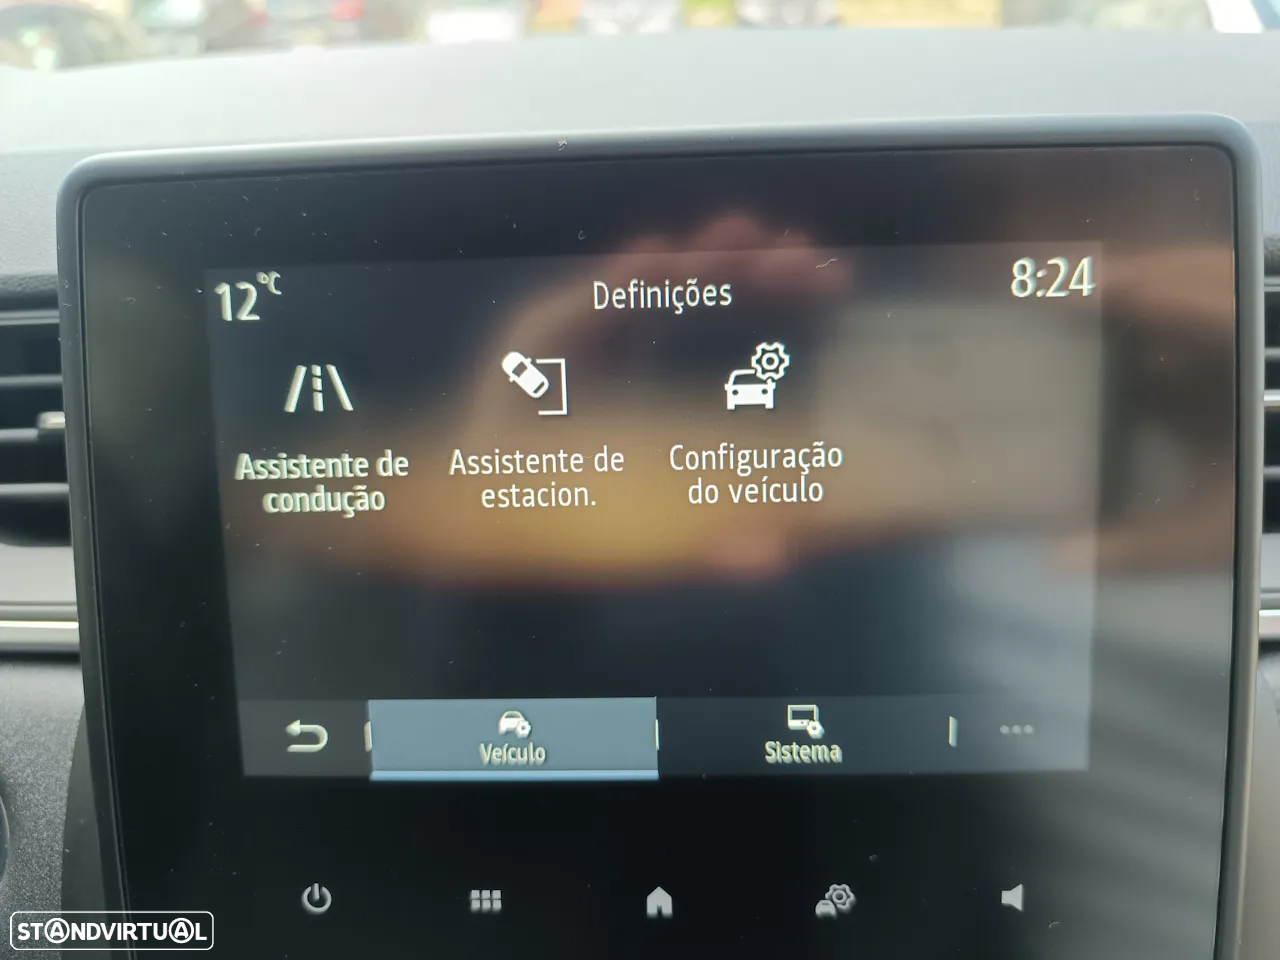 12°C
Definições
8:24
Assistente de
condução
Assistente de
estacion.
Configuração
do veículo
Veículo
Sistema
STANDVIRTUAL